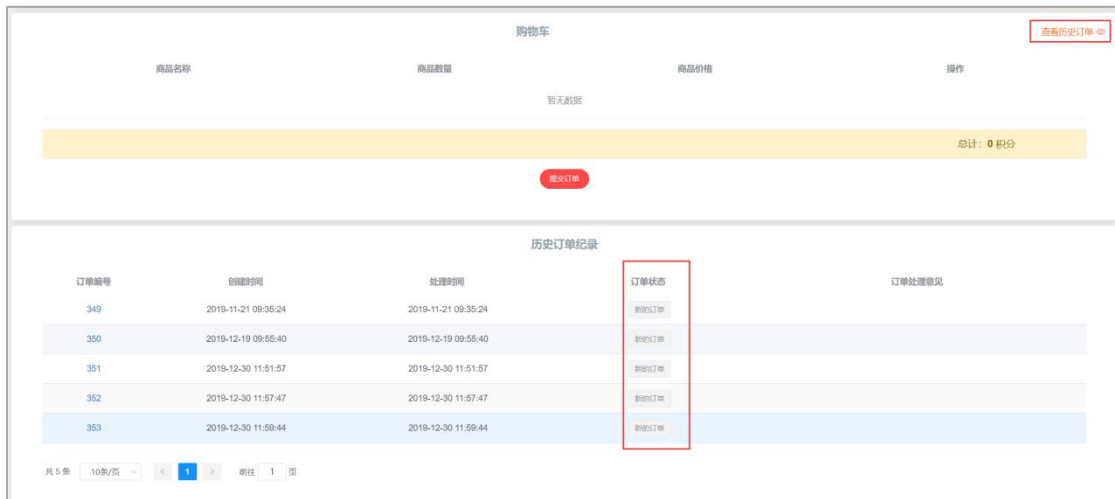 购物车
查看历史订单
商品名称 商品数量 商品价格 操作
暂无数据
总计：0 积分
提交订单
历史订单纪录
订单编号 创建时间 处理时间 订单状态 订单处理意见
349 2019-11-21 09:35:24 2019-11-21 09:35:24 新的订单
350 2019-12-19 09:55:40 2019-12-19 09:55:40 新的订单
351 2019-12-30 11:51:57 2019-12-30 11:51:57 新的订单
352 2019-12-30 11:57:47 2019-12-30 11:57:47 新的订单
353 2019-12-30 11:59:44 2019-12-30 11:59:44 新的订单
共 5 条 10条/页 1 前往 1 页